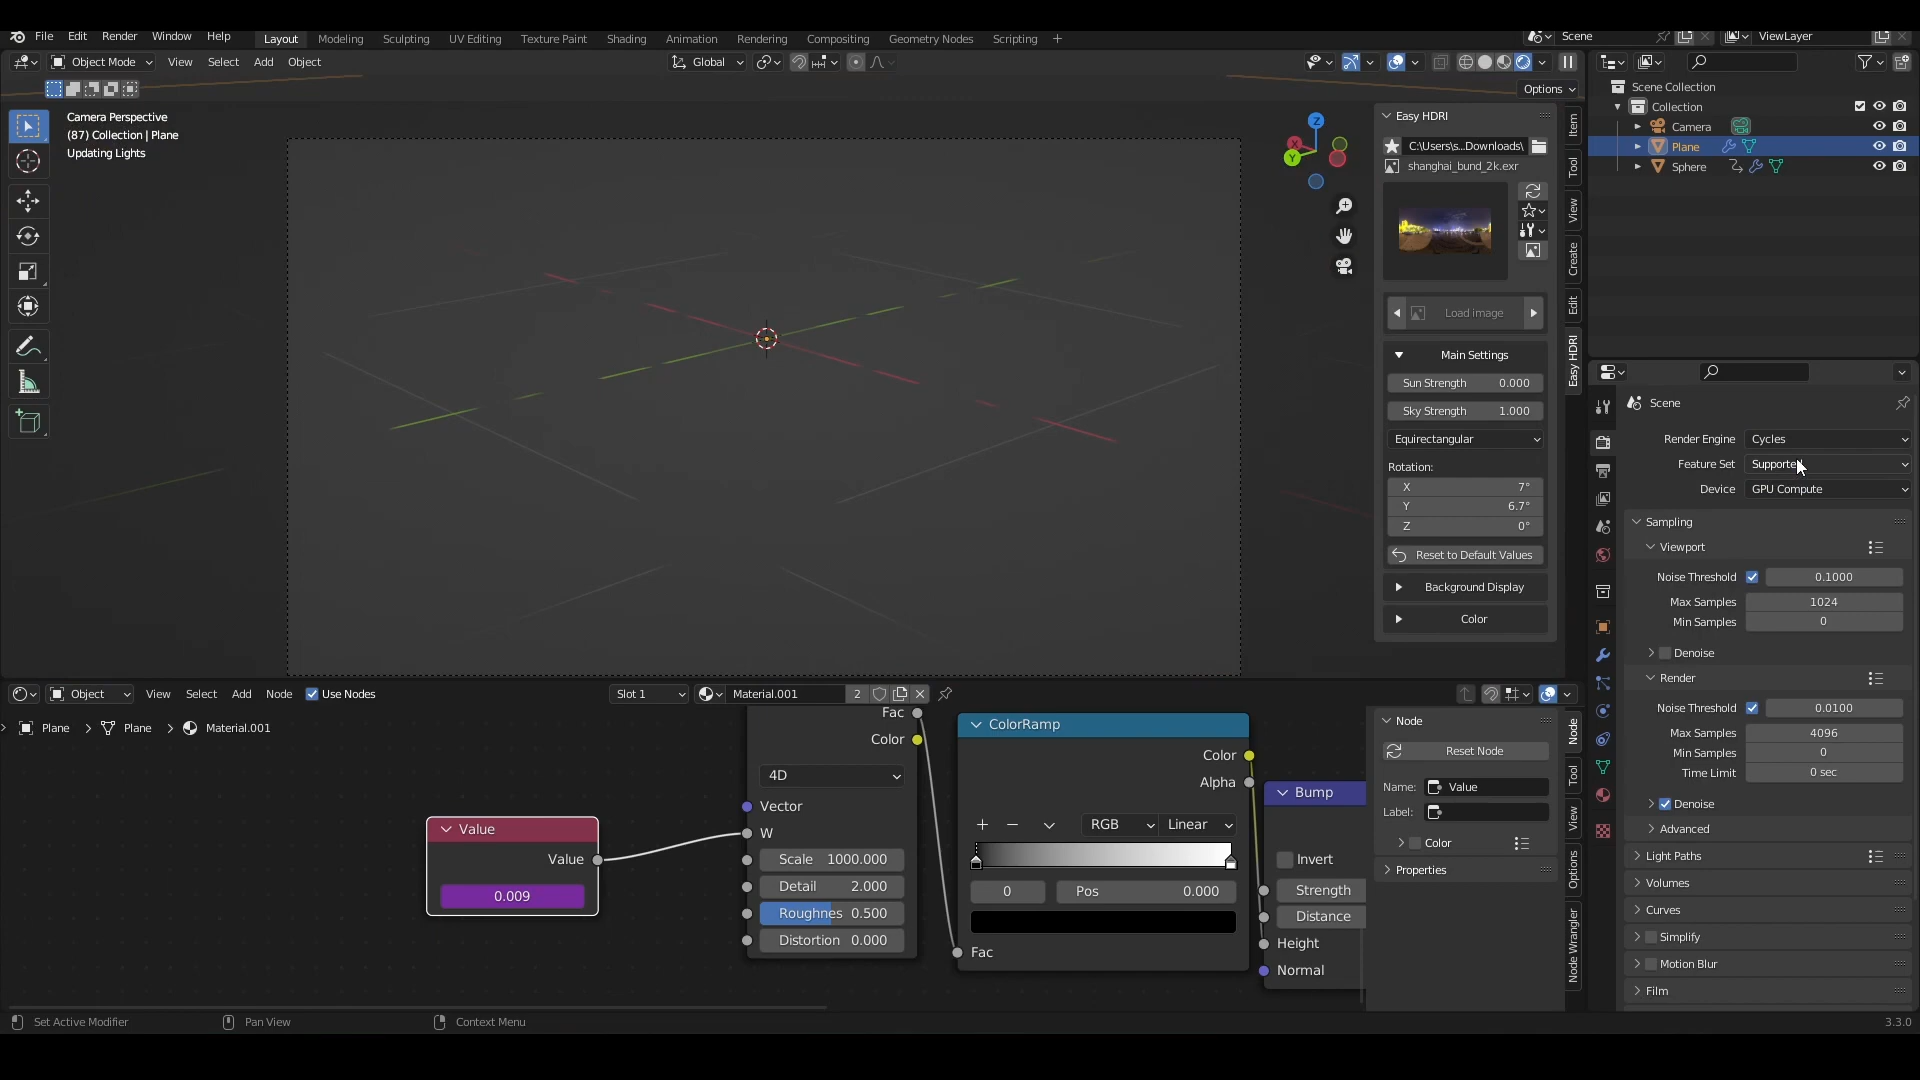 File Edit Render Window Help Layout Modeling Sculpting UV Editing Texture Paint Shading Animation Rendering Compositing Geometry Nodes Scripting + Scene ViewLayer
Object Mode View Select Add Object Global
Options
Camera Perspective
(87) Collection | Plane
Updating Lights
Z
X
Y
Easy HDRI
C:\Users\s...Downloads\
shanghai_bund_2k.exr
Load image
Main Settings
Sun Strength 0.000
Sky Strength 1.000
Equirectangular
Rotation:
X 7°
Y 6.7°
Z 0°
Reset to Default Values
Background Display
Color
Item
Tool
View
Create
Edit
Easy HDRI
Scene Collection
Collection
Camera
Plane
Sphere
Scene
Render Engine Cycles
Feature Set Supported
Device GPU Compute
Sampling
Viewport
Noise Threshold 0.1000
Max Samples 1024
Min Samples 0
Denoise
Render
Noise Threshold 0.0100
Max Samples 4096
Min Samples 0
Time Limit 0 sec
Denoise
Advanced
Light Paths
Volumes
Curves
Simplify
Motion Blur
Film
Object View Select Add Node Use Nodes Slot 1 Material.001 2
Plane > Plane > Material.001
Value
Value
0.009
Fac
Color
4D
Vector
W
Scale 1000.000
Detail 2.000
Roughnes 0.500
Distortion 0.000
ColorRamp
Color
Alpha
+ − RGB Linear
0 Pos 0.000
Fac
Bump
Invert
Strength
Distance
Height
Normal
Node
Reset Node
Name: Value
Label:
Color
Properties
Node
Tool
View
Options
Node Wrangler
Set Active Modifier Pan View Context Menu 3.3.0